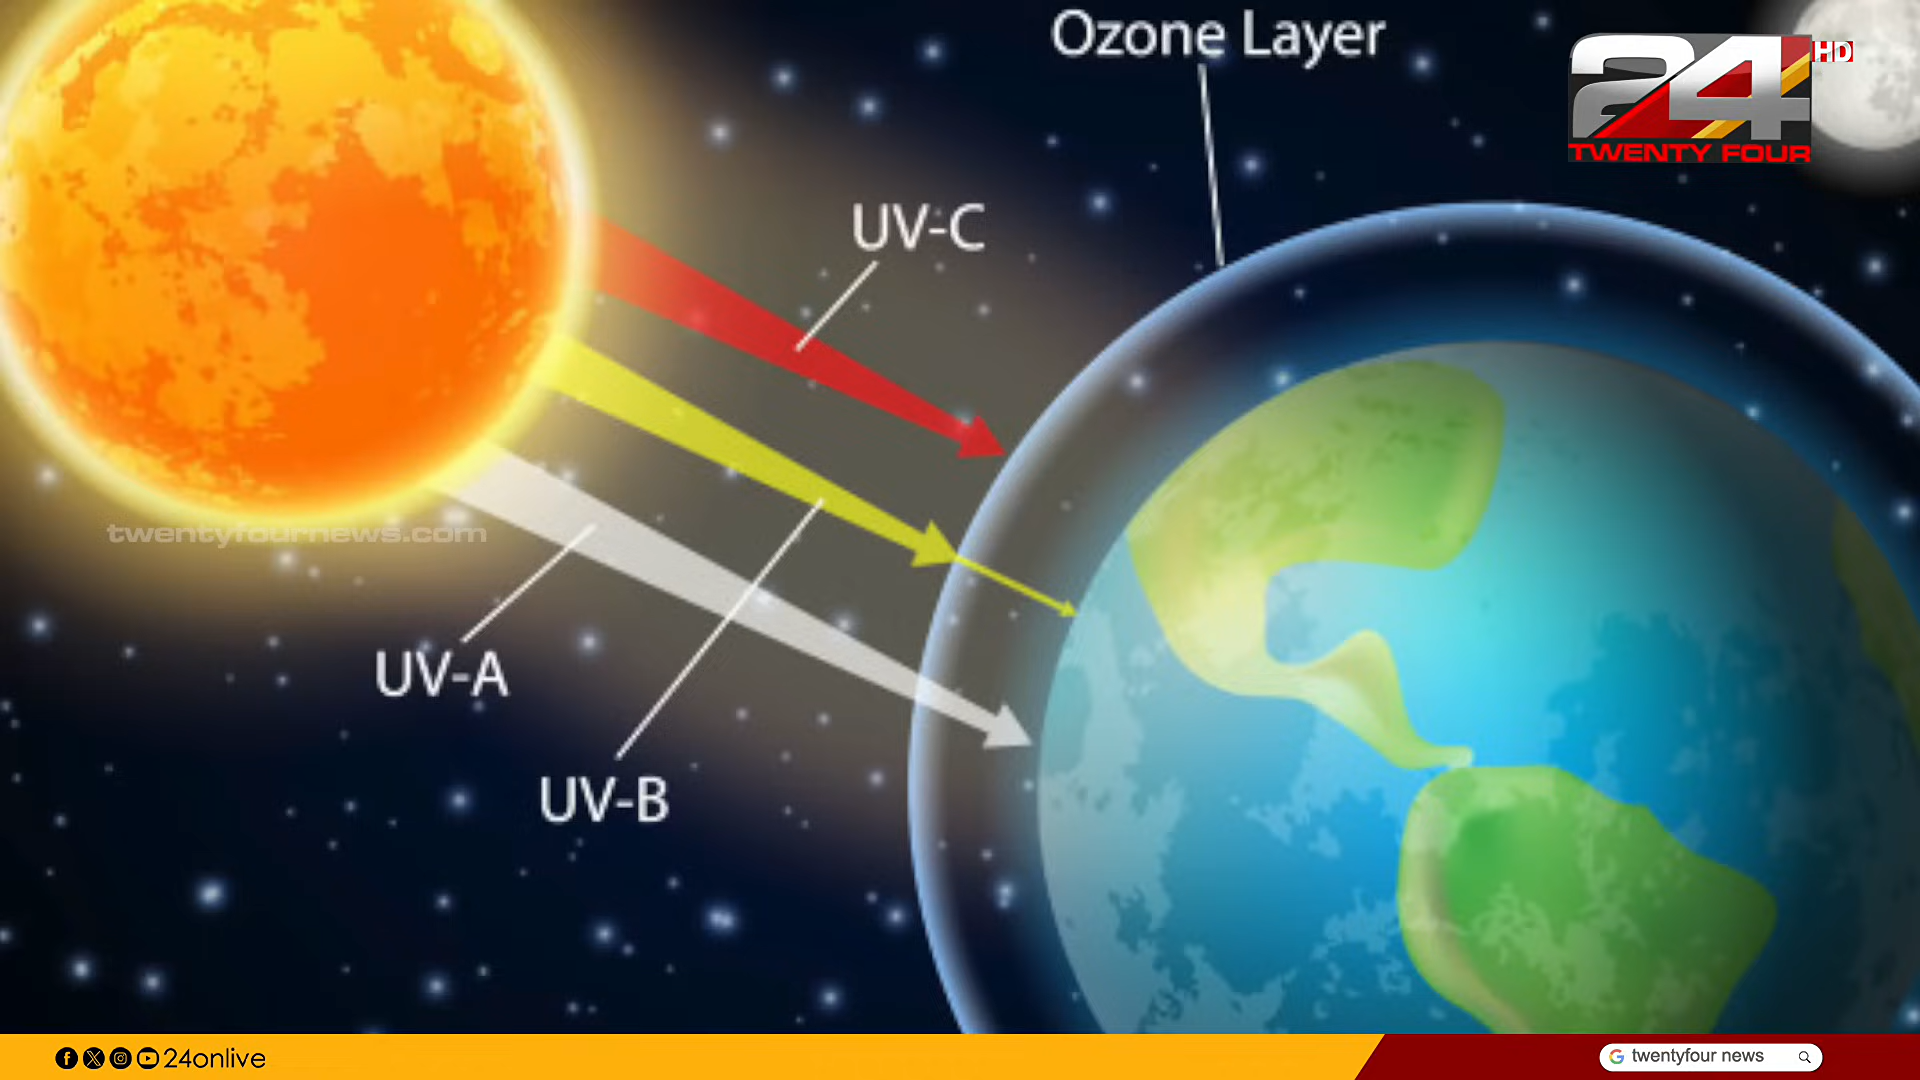 Ozone Layer
24
HD
TWENTY FOUR
UV-C
twentyfournews.com
UV-A
UV-B
24onlive
twentyfour news